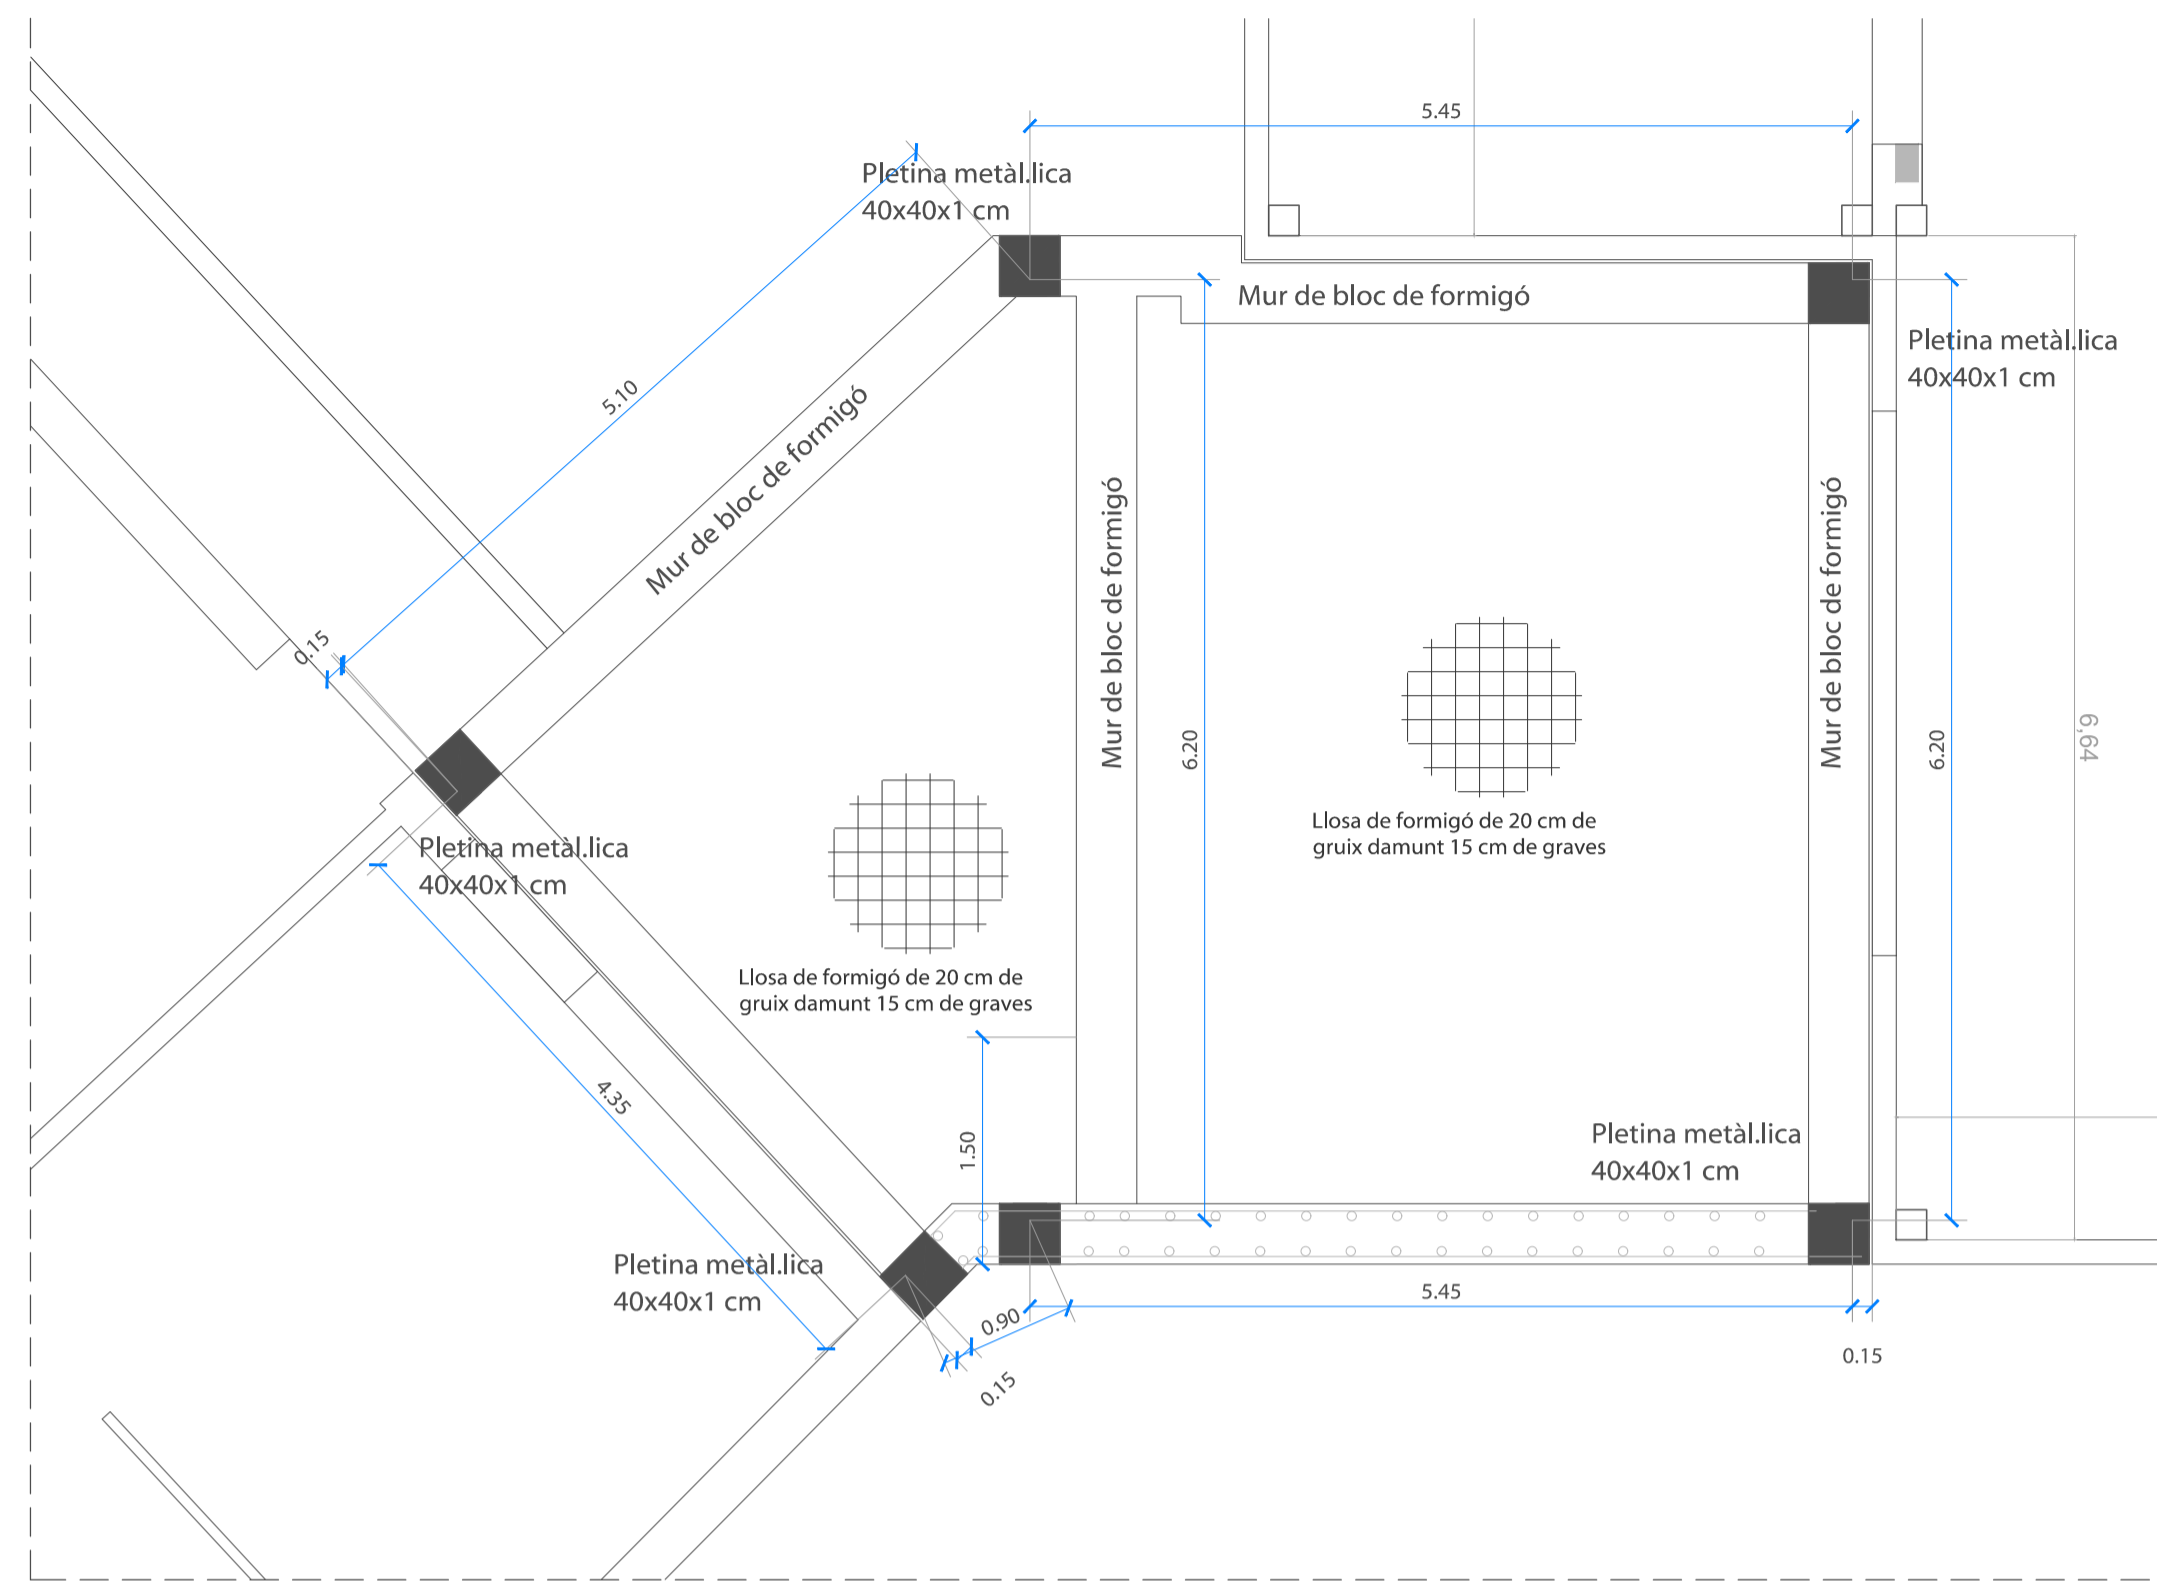 5.45
Pletina metàl.lica
40x40x1 cm
Mur de bloc de formigó
Pletina metàl.lica
40x40x1 cm
5.10
Mur de bloc de formigó
Mur de bloc de formigó
Mur de bloc de formigó
0.15
6.20
6.20
6,64
Llosa de formigó de 20 cm de
gruix damunt 15 cm de graves
Pletina metàl.lica
40x40x1 cm
Llosa de formigó de 20 cm de
gruix damunt 15 cm de graves
4.35
1.50
Pletina metàl.lica
40x40x1 cm
Pletina metàl.lica
40x40x1 cm
5.45
0.90
0.15
0.15